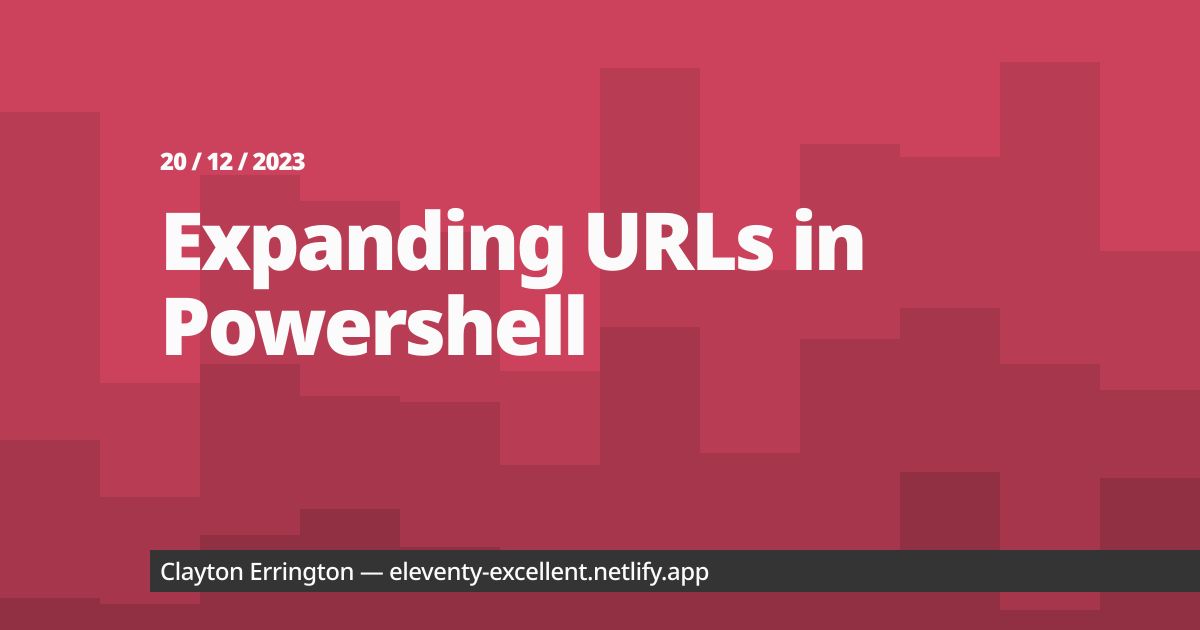 20 / 12 / 2023
Expanding URLs in
Powershell
Clayton Errington — eleventy-excellent.netlify.app